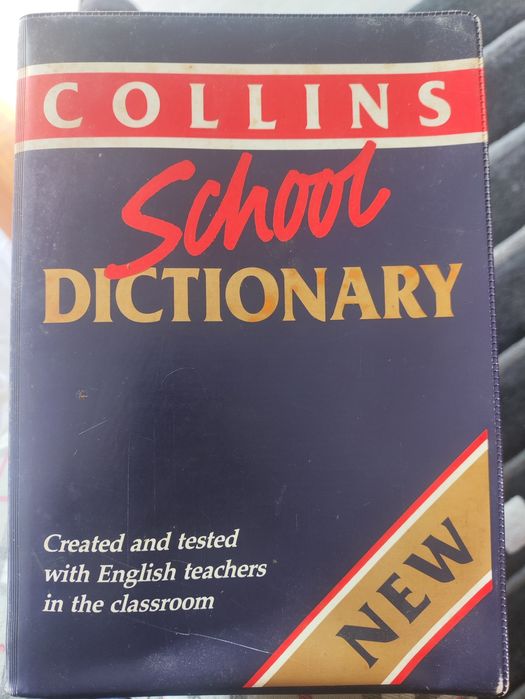 COLLINS
School
DICTIONARY
Created and tested
with English teachers
in the classroom
NEW